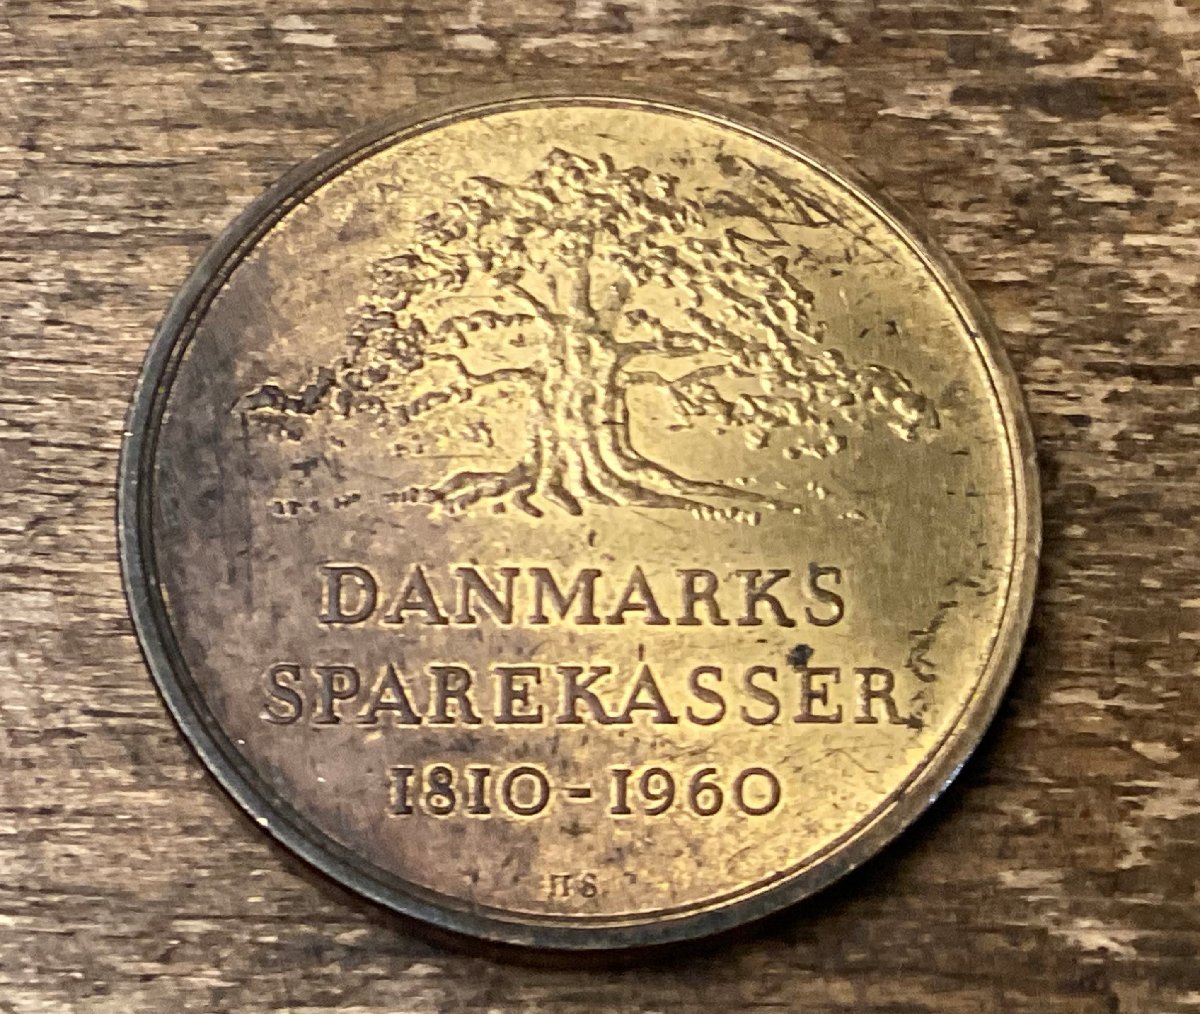 DANMARKS
SPAREKASSER
1810-1960
H S.